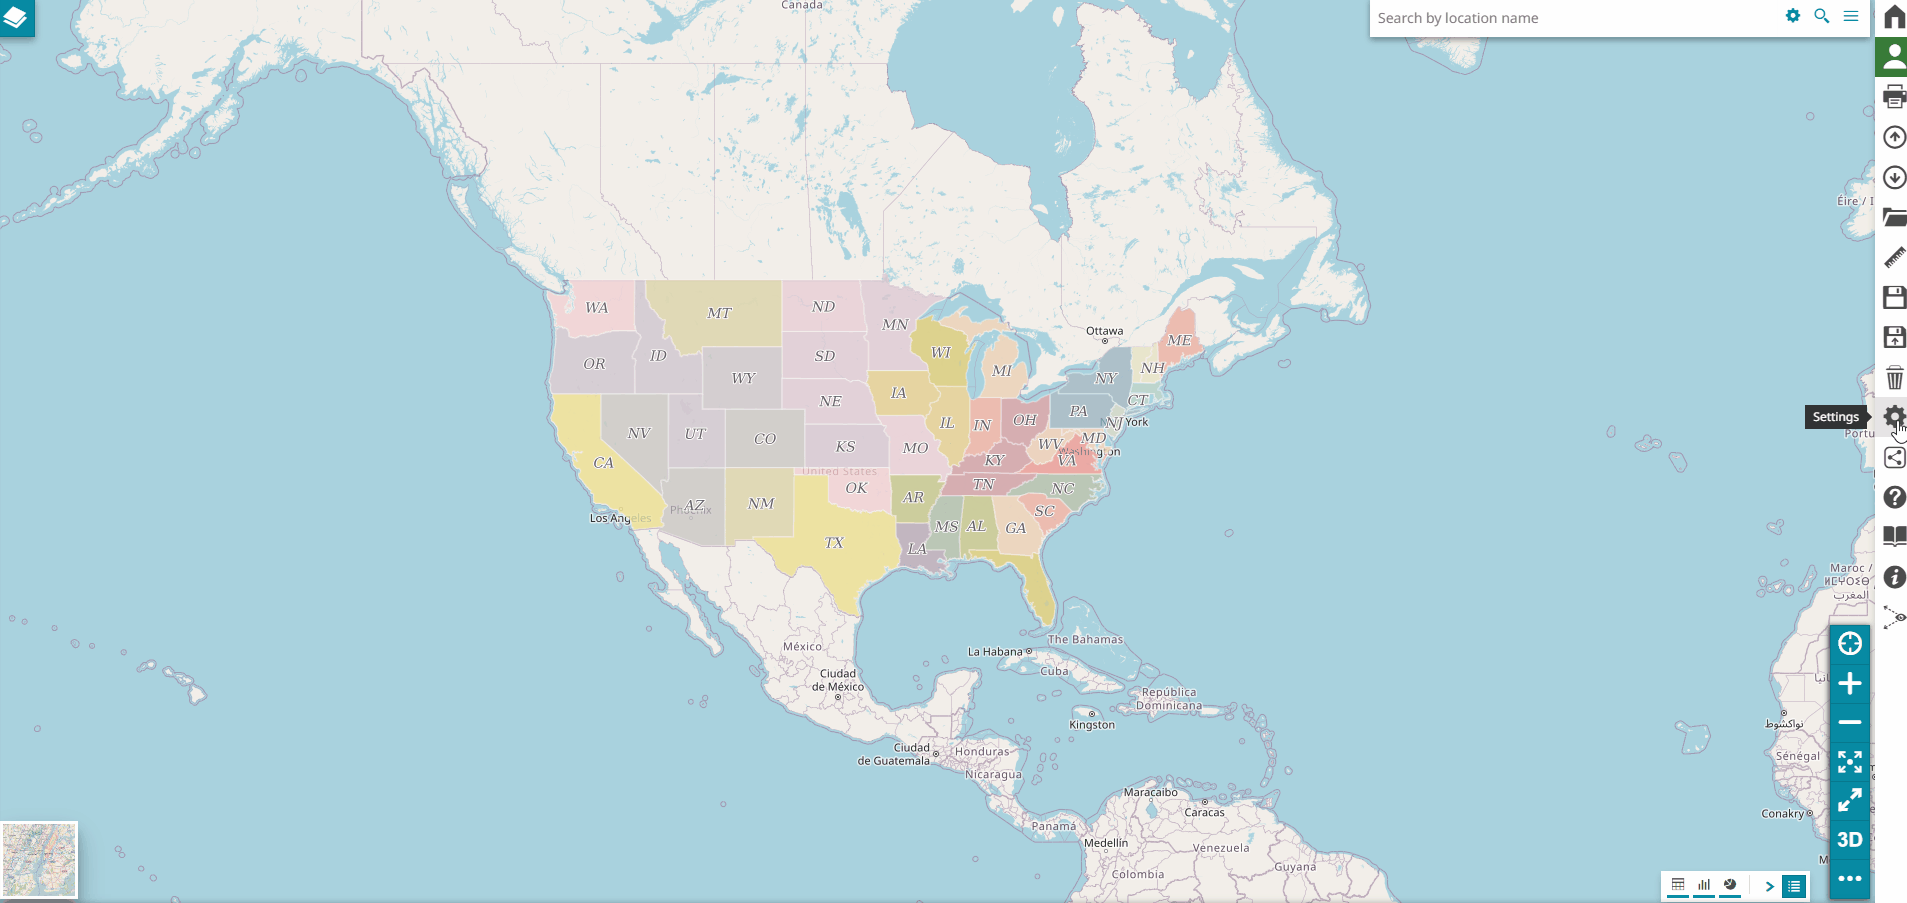 Canada
Search by location name
Éire / I
WA
MT
ND
MN
Ottawa
ME
OR
ID
SD
WI
NH
WY
MI
NY
NE
IA
CT
PA
NV
UT
CO
IL
IN
OH
NJ
York
Settings
KS
MO
WV
MD
Washington
Portu
CA
KY
VA
United States
OK
TN
NC
AZ
Phoenix
NM
AR
SC
Los Angeles
TX
MS
AL
GA
LA
Maroc /
ⵍⵎⵖⵔⵉⴱ
المغرب
The Bahamas
México
La Habana
Cuba
Ciudad
de México
República
Dominicana
Kingston
نواكشوط
Ciudad
de Guatemala
Honduras
Sénégal
Nicaragua
Maracaibo
Caracas
Conakry
Panamá
Medellín
Venezuela
3D
Guyana
Colombia